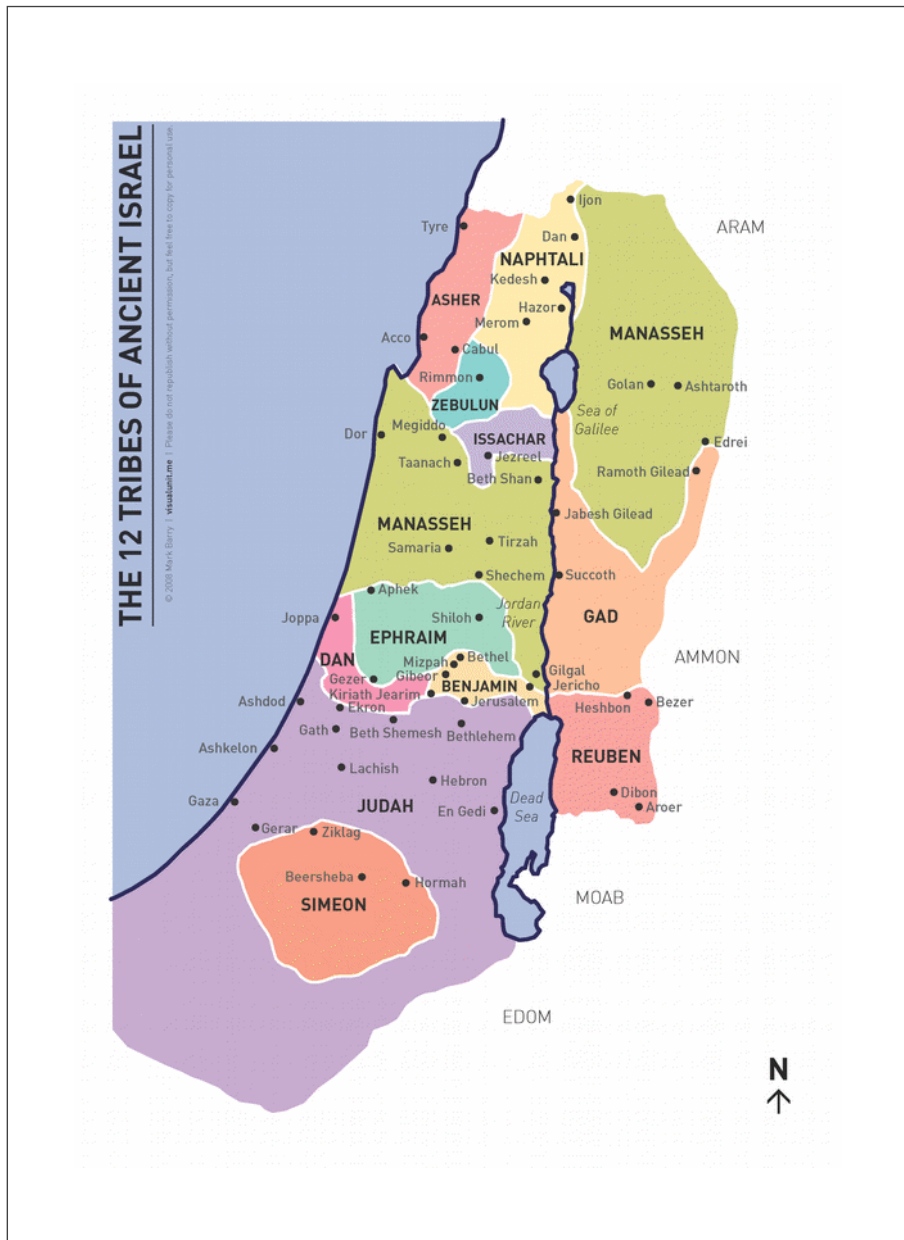 THE 12 TRIBES OF ANCIENT ISRAEL
© 2008 Mark Barry | visualunit.me | Please do not republish without permission, but feel free to copy for personal use.
Ijon
Tyre
ARAM
Dan
NAPHTALI
Kedesh
ASHER
Hazor
Merom
MANASSEH
Acco
Cabul
Rimmon
Golan
Ashtaroth
ZEBULUN
Sea of
Galilee
Megiddo
Dor
ISSACHAR
Edrei
Jezreel
Taanach
Ramoth Gilead
Beth Shan
Jabesh Gilead
MANASSEH
Tirzah
Samaria
Shechem
Succoth
Aphek
Jordan
River
Joppa
Shiloh
GAD
EPHRAIM
DAN
Bethel
Mizpah
AMMON
Gibeor
Gilgal
Gezer
BENJAMIN
Jericho
Kiriath Jearim
Ashdod
Jerusalem
Heshbon
Bezer
Ekron
Gath
Beth Shemesh
Bethlehem
Ashkelon
REUBEN
Lachish
Hebron
Dibon
Gaza
JUDAH
Dead
Sea
En Gedi
Aroer
Gerar
Ziklag
Beersheba
Hormah
MOAB
SIMEON
EDOM
N